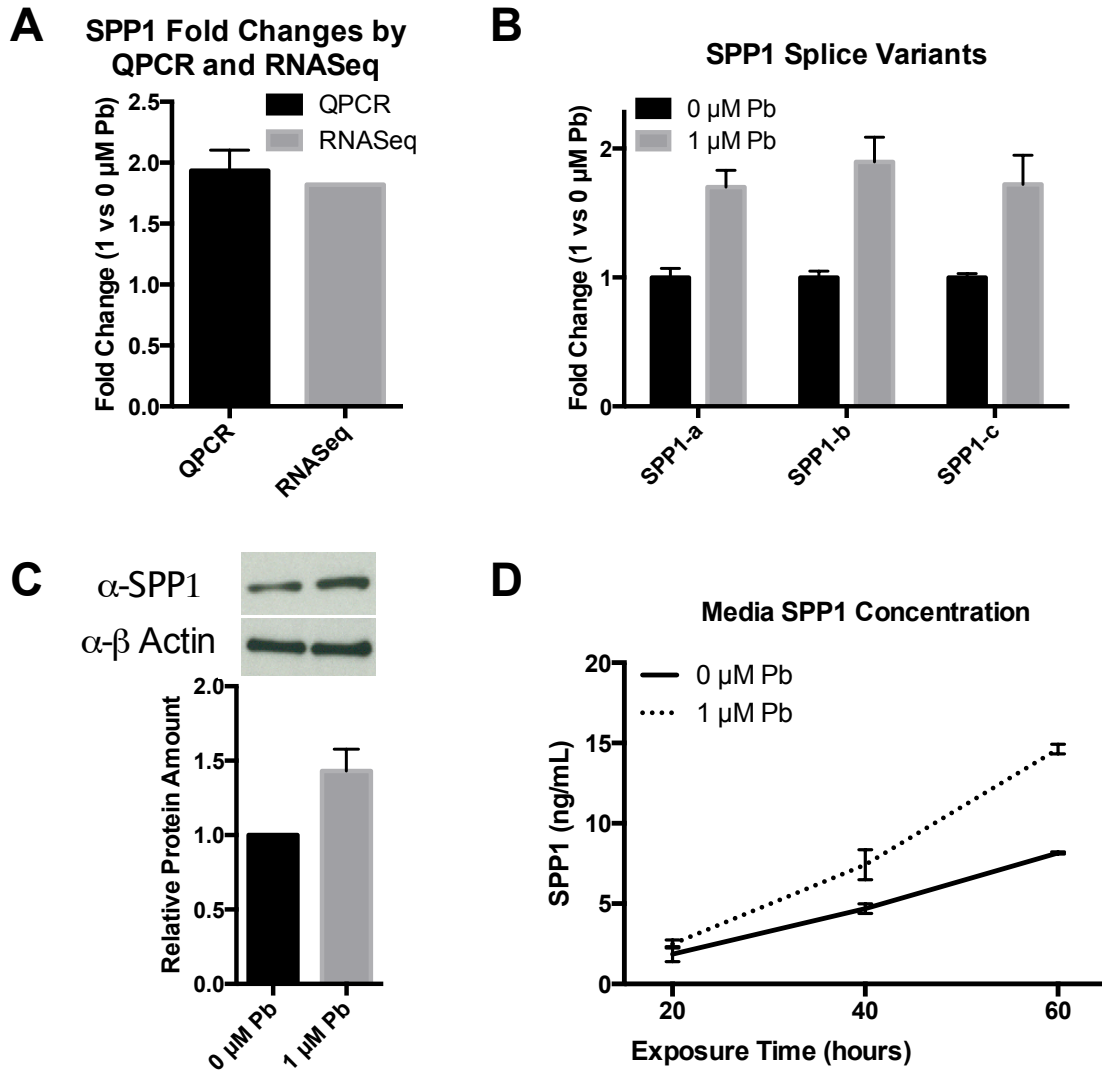 A
SPP1 Fold Changes by
QPCR and RNASeq
Fold Change (1 vs 0 µM Pb)
2.5
2.0
1.5
1.0
0.5
0.0
QPCR
RNASeq
QPCR
RNASeq
B
SPP1 Splice Variants
Fold Change (1 vs 0 µM Pb)
0 µM Pb
1 µM Pb
2
1
0
SPP1-a
SPP1-b
SPP1-c
C
α-SPP1
α-β Actin
Relative Protein Amount
2.0
1.5
1.0
0.5
0.0
0 µM Pb
1 µM Pb
D
Media SPP1 Concentration
SPP1 (ng/mL)
20
15
10
5
0
0 µM Pb
1 µM Pb
20
40
60
Exposure Time (hours)